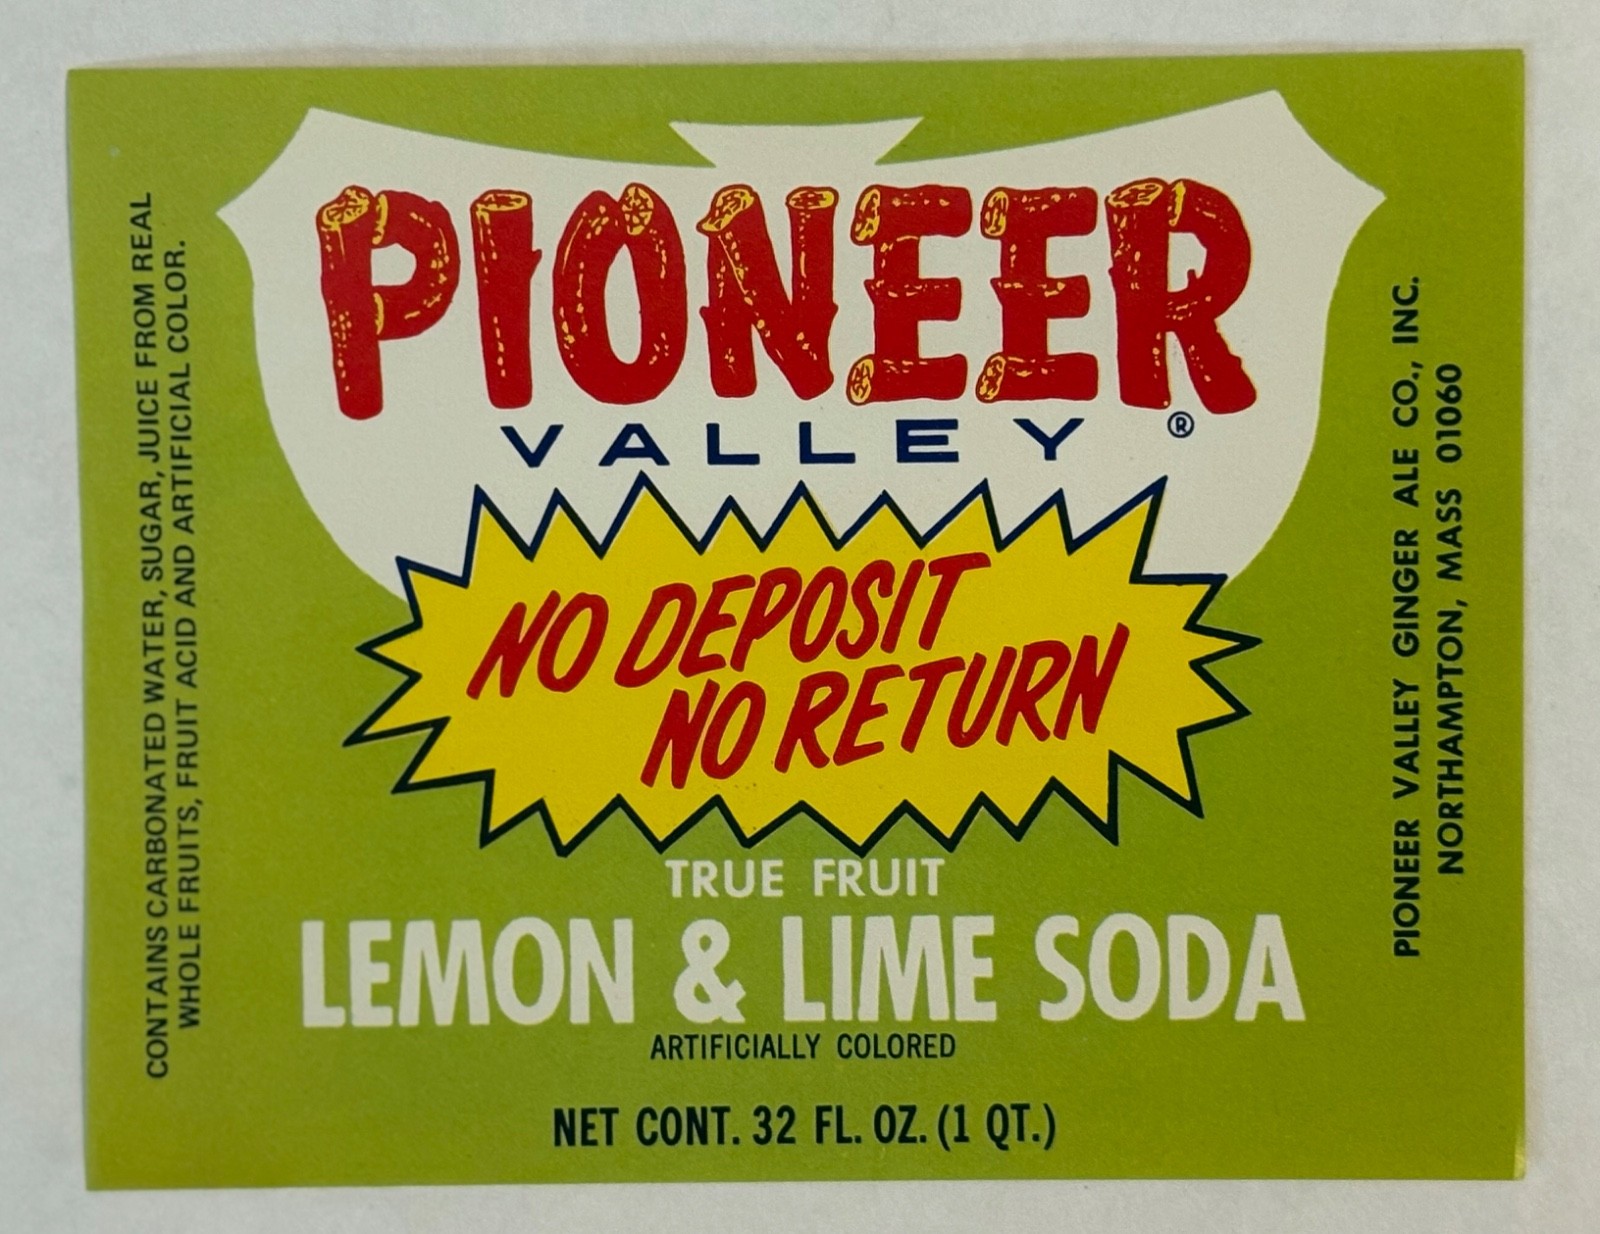 CONTAINS CARBONATED WATER, SUGAR, JUICE FROM REAL
WHOLE FRUITS, FRUIT ACID AND ARTIFICIAL COLOR.
PIONEER
VALLEY ®
NO DEPOSIT
NO RETURN
TRUE FRUIT
LEMON & LIME SODA
ARTIFICIALLY COLORED
NET CONT. 32 FL. OZ. (1 QT.)
PIONEER VALLEY GINGER ALE CO., INC.
NORTHAMPTON, MASS 01060